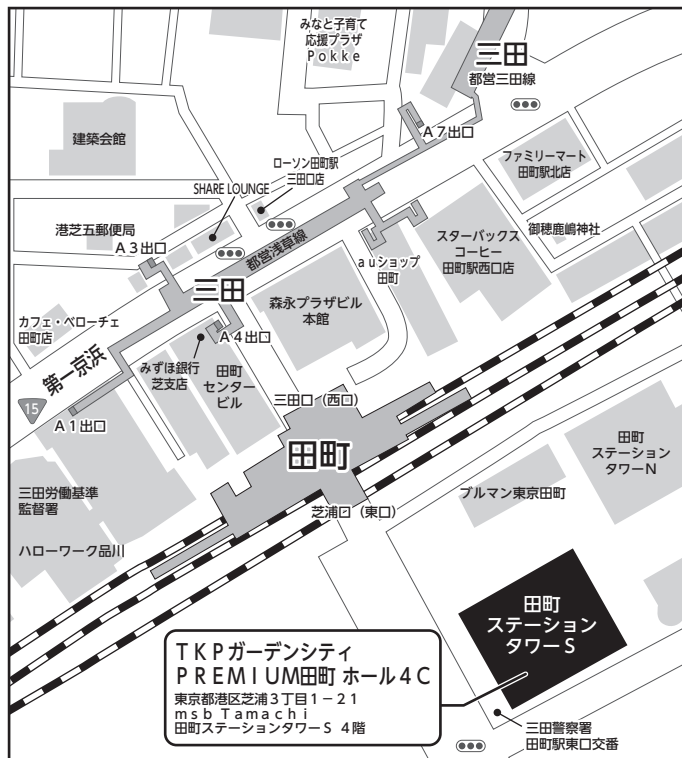 みなと子育て
応援プラザ
Pokke
三田
都営三田線
建築会館
A7出口
ファミリーマート
田町駅北店
ローソン田町駅
三田口店
SHARE LOUNGE
港芝五郵便局
A3出口
都営浅草線
御穂鹿嶋神社
スターバックス
コーヒー
田町駅西口店
auショップ
田町
三田
森永プラザビル
本館
カフェ・ベローチェ
田町店
A4出口
第一京浜
みずほ銀行
芝支店
田町
センター
ビル
15
A1出口
三田口(西口)
田町
田町
ステーション
タワーN
三田労働基準
監督署
プルマン東京田町
芝浦口(東口)
ハローワーク品川
田町
ステーション
タワーS
TKPガーデンシティ
PREMIUM田町 ホール4C
東京都港区芝浦3丁目1-21
msb Tamachi
田町ステーションタワーS 4階
三田警察署
田町駅東口交番